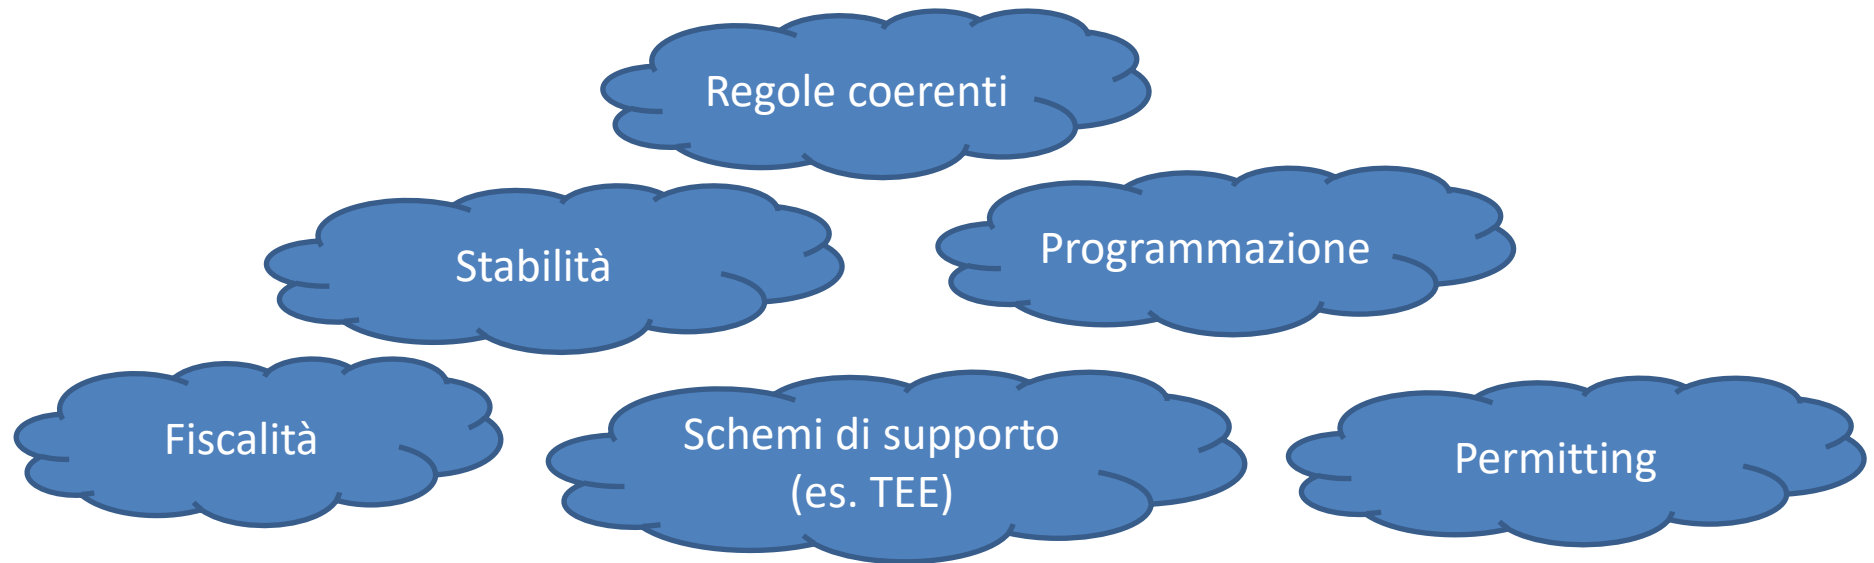 Regole coerenti
Stabilità
Programmazione
Fiscalità
Schemi di supporto
(es. TEE)
Permitting